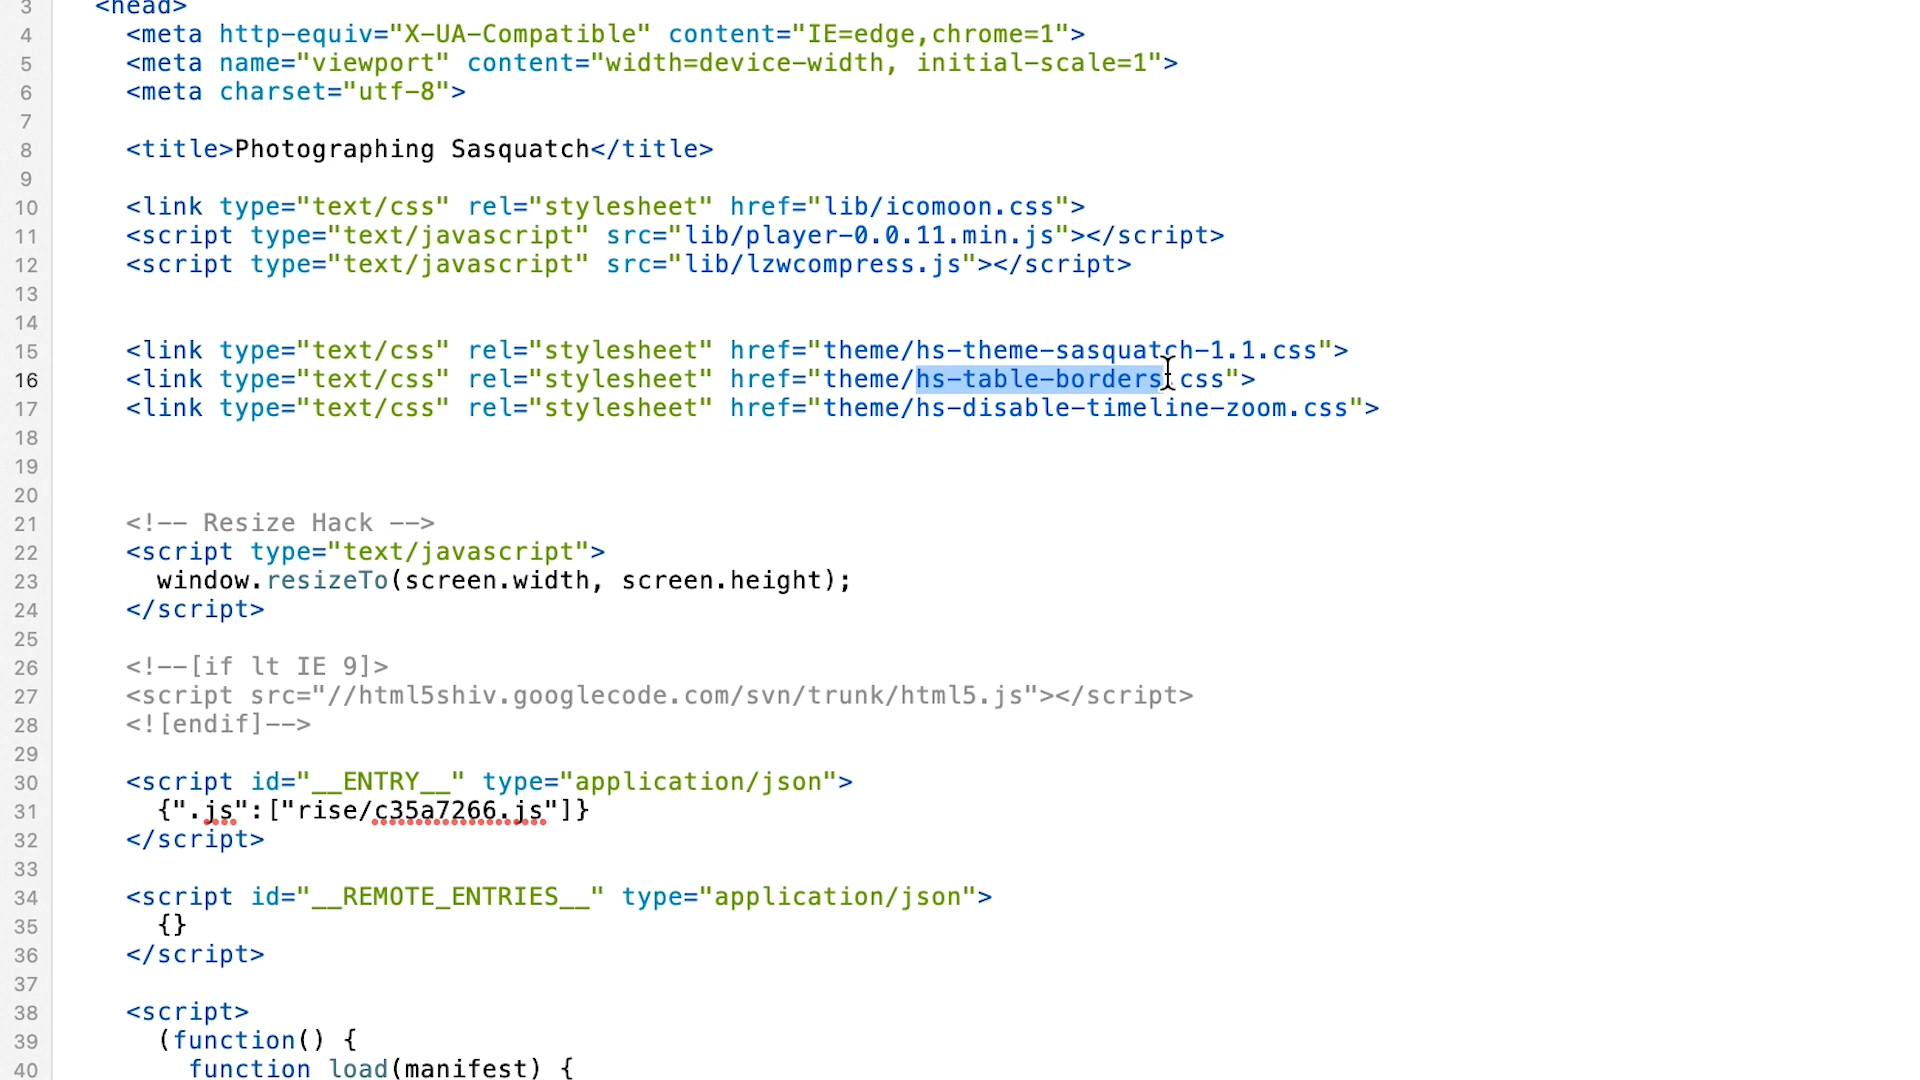 3 <head>
4 <meta http-equiv="X-UA-Compatible" content="IE=edge,chrome=1">
5 <meta name="viewport" content="width=device-width, initial-scale=1">
6 <meta charset="utf-8">
7
8 <title>Photographing Sasquatch</title>
9
10 <link type="text/css" rel="stylesheet" href="lib/icomoon.css">
11 <script type="text/javascript" src="lib/player-0.0.11.min.js"></script>
12 <script type="text/javascript" src="lib/lzwcompress.js"></script>
13
14
15 <link type="text/css" rel="stylesheet" href="theme/hs-theme-sasquatch-1.1.css">
16 <link type="text/css" rel="stylesheet" href="theme/hs-table-borders.css">
17 <link type="text/css" rel="stylesheet" href="theme/hs-disable-timeline-zoom.css">
18
19
20
21 <!-- Resize Hack -->
22 <script type="text/javascript">
23 window.resizeTo(screen.width, screen.height);
24 </script>
25
26 <!--[if lt IE 9]>
27 <script src="//html5shiv.googlecode.com/svn/trunk/html5.js"></script>
28 <![endif]-->
29
30 <script id="__ENTRY__" type="application/json">
31 {".js":["rise/c35a7266.js"]}
32 </script>
33
34 <script id="__REMOTE_ENTRIES__" type="application/json">
35 {}
36 </script>
37
38 <script>
39 (function() {
40 function load(manifest) {